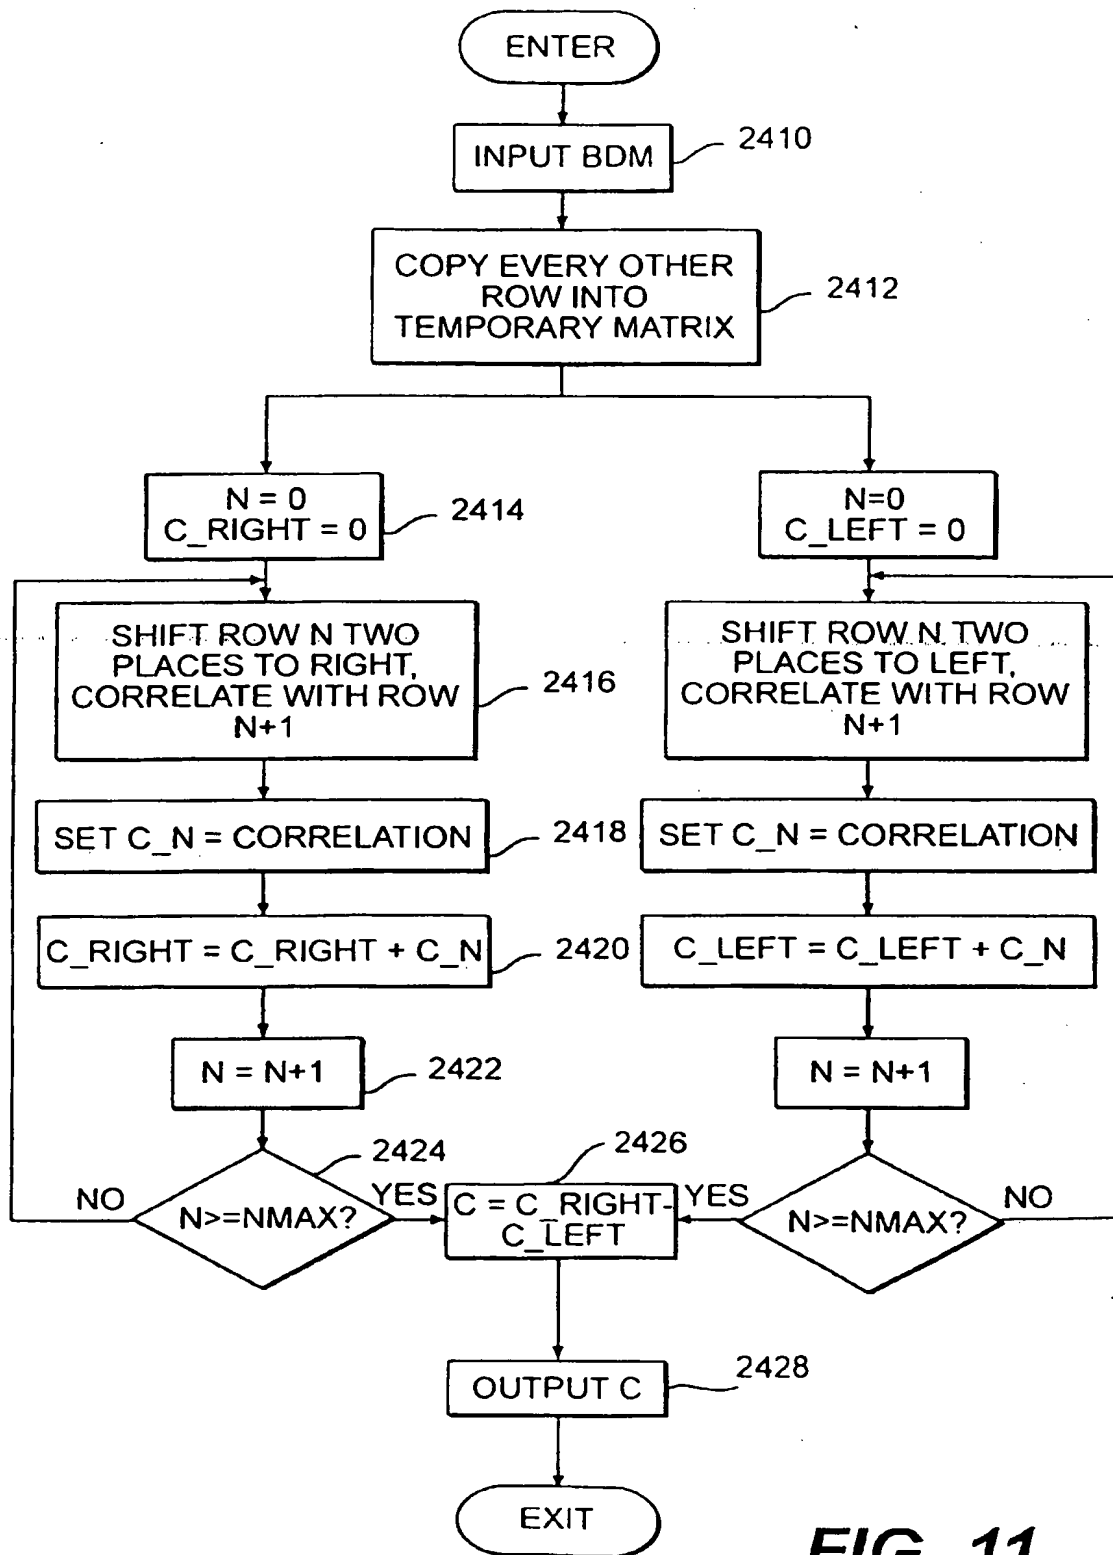 ENTER
INPUT BDM
2410
COPY EVERY OTHER
ROW INTO
TEMPORARY MATRIX
2412
N = 0
C_RIGHT = 0
2414
N=0
C_LEFT = 0
SHIFT ROW N TWO
PLACES TO RIGHT,
CORRELATE WITH ROW
N+1
2416
SHIFT ROW N TWO
PLACES TO LEFT,
CORRELATE WITH ROW
N+1
SET C_N = CORRELATION
2418
SET C_N = CORRELATION
C_RIGHT = C_RIGHT + C_N
2420
C_LEFT = C_LEFT + C_N
N = N+1
2422
N = N+1
2424
2426
NO
N>=NMAX?
YES
C = C_RIGHT-
C_LEFT
YES
N>=NMAX?
NO
OUTPUT C
2428
EXIT
FIG. 11